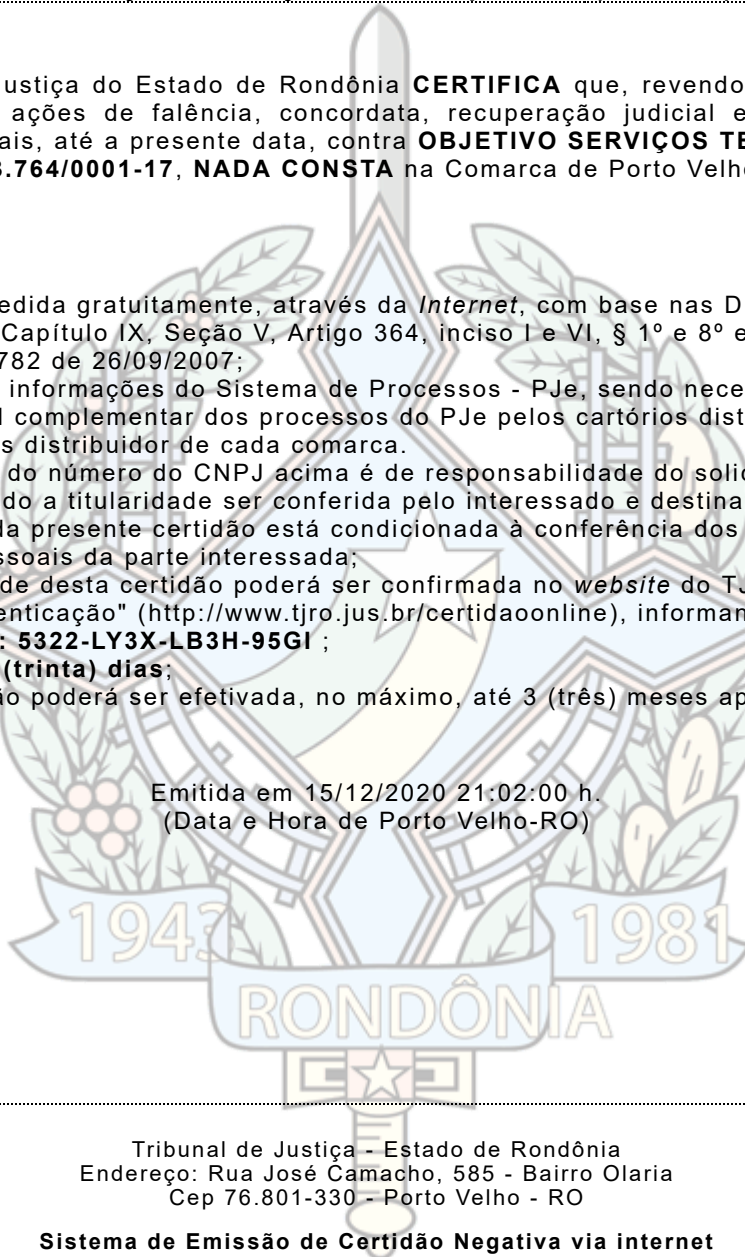 ustiça do Estado de Rondônia CERTIFICA que, revendo
ações de falência, concordata, recuperação judicial e
ais, até a presente data, contra OBJETIVO SERVIÇOS TE
.764/0001-17, NADA CONSTA na Comarca de Porto Velho
edida gratuitamente, através da Internet, com base nas D
Capítulo IX, Seção V, Artigo 364, inciso I e VI, § 1º e 8º e
782 de 26/09/2007;
informações do Sistema de Processos - PJe, sendo nece
l complementar dos processos do PJe pelos cartórios dist
s distribuidor de cada comarca.
do número do CNPJ acima é de responsabilidade do solic
do a titularidade ser conferida pelo interessado e destina
da presente certidão está condicionada à conferência dos
ssoais da parte interessada;
de desta certidão poderá ser confirmada no website do TJ
enticação" (http://www.tjro.jus.br/certidaoonline), informan
: 5322-LY3X-LB3H-95GI ;
(trinta) dias;
ão poderá ser efetivada, no máximo, até 3 (três) meses ap
Emitida em 15/12/2020 21:02:00 h.
(Data e Hora de Porto Velho-RO)
1943 1981
RONDÔNIA
Tribunal de Justiça - Estado de Rondônia
Endereço: Rua José Camacho, 585 - Bairro Olaria
Cep 76.801-330 - Porto Velho - RO
Sistema de Emissão de Certidão Negativa via internet